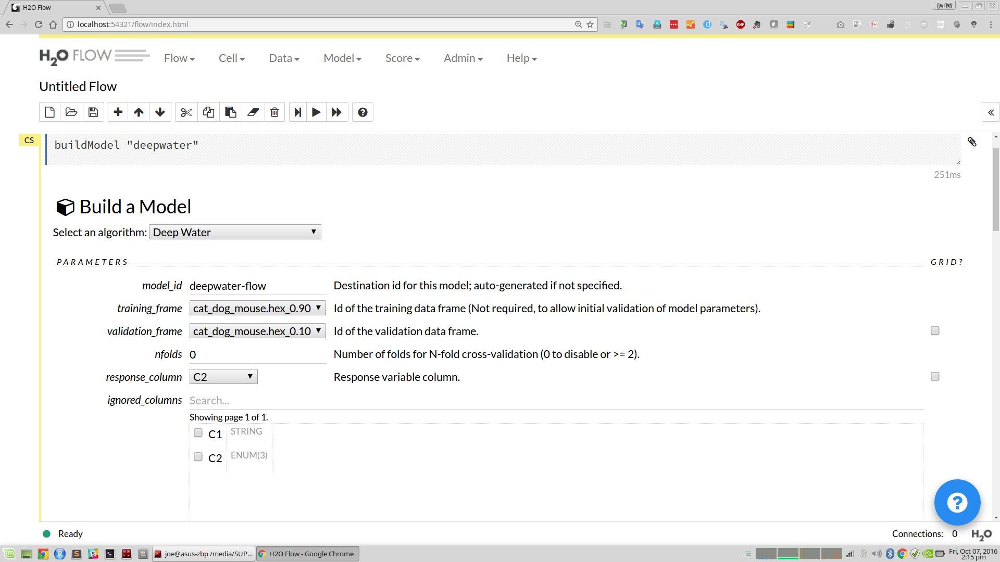 H2O Flow
Jo-fai
localhost:54321/flow/index.html
H2O FLOW
Flow
Cell
Data
Model
Score
Admin
Help
Untitled Flow
CS
buildModel "deepwater"
251ms
Build a Model
Select an algorithm: Deep Water
PARAMETERS
GRID?
model_id deepwater-flow Destination id for this model; auto-generated if not specified.
training_frame cat_dog_mouse.hex_0.90 Id of the training data frame (Not required, to allow initial validation of model parameters).
validation_frame cat_dog_mouse.hex_0.10 Id of the validation data frame.
nfolds 0 Number of folds for N-fold cross-validation (0 to disable or >= 2).
response_column C2 Response variable column.
ignored_columns Search...
Showing page 1 of 1.
C1 STRING
C2 ENUM(3)
Ready
Connections: 0 H2O
joe@asus-zbp /media/SUP...
H2O Flow - Google Chrome
Fri, Oct 07, 2016
2:15 pm